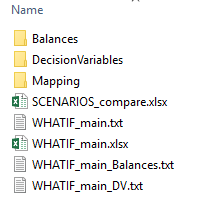 Name
Balances
DecisionVariables
Mapping
SCENARIOS_compare.xlsx
WHATIF_main.txt
WHATIF_main.xlsx
WHATIF_main_Balances.txt
WHATIF_main_DV.txt